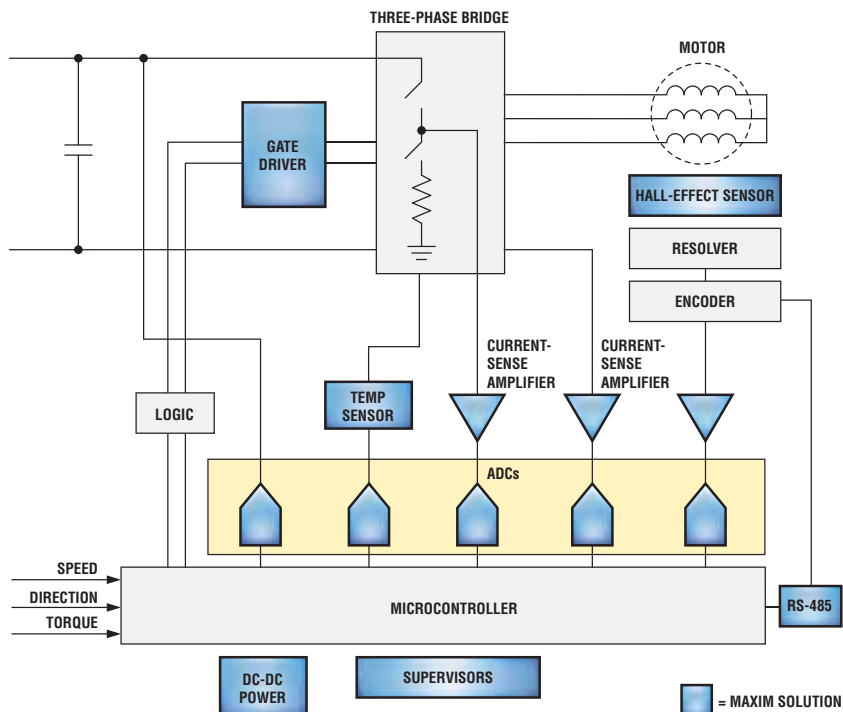 THREE-PHASE BRIDGE
MOTOR
GATE
DRIVER
HALL-EFFECT SENSOR
RESOLVER
ENCODER
CURRENT-
SENSE
AMPLIFIER
CURRENT-
SENSE
AMPLIFIER
TEMP
SENSOR
LOGIC
ADCs
SPEED
DIRECTION
TORQUE
MICROCONTROLLER
RS-485
DC-DC
POWER
SUPERVISORS
= MAXIM SOLUTION